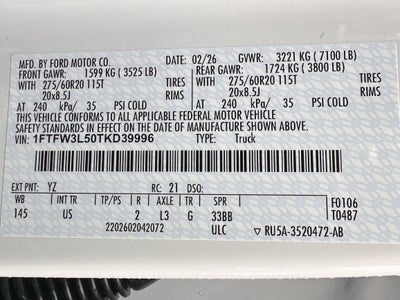 MFD. BY FORD MOTOR CO. 02/26 GVWR: 3221 KG ( 7100 LB)
FRONT GAWR: 1599 KG ( 3525 LB) REAR GAWR: 1724 KG ( 3800 LB)
WITH 275/60R20 115T TIRES WITH 275/60R20 115T TIRES
20x8.5J RIMS 20x8.5J RIMS
AT 240 kPa/ 35 PSI COLD AT 240 kPa/ 35 PSI COLD
THIS VEHICLE CONFORMS TO ALL APPLICABLE FEDERAL MOTOR VEHICLE
SAFETY STANDARDS IN EFFECT ON THE DATE OF MANUFACTURE SHOWN ABOVE.
VIN: 1FTFW3L50TKD39996 TYPE: Truck
EXT PNT: YZ RC: 21 DSO:
WB INT TR TP/PS R AXLE TR SPR F0106
145 US 2 L3 G 33BB T0487
2202602042072 ULC RU5A-3520472-AB